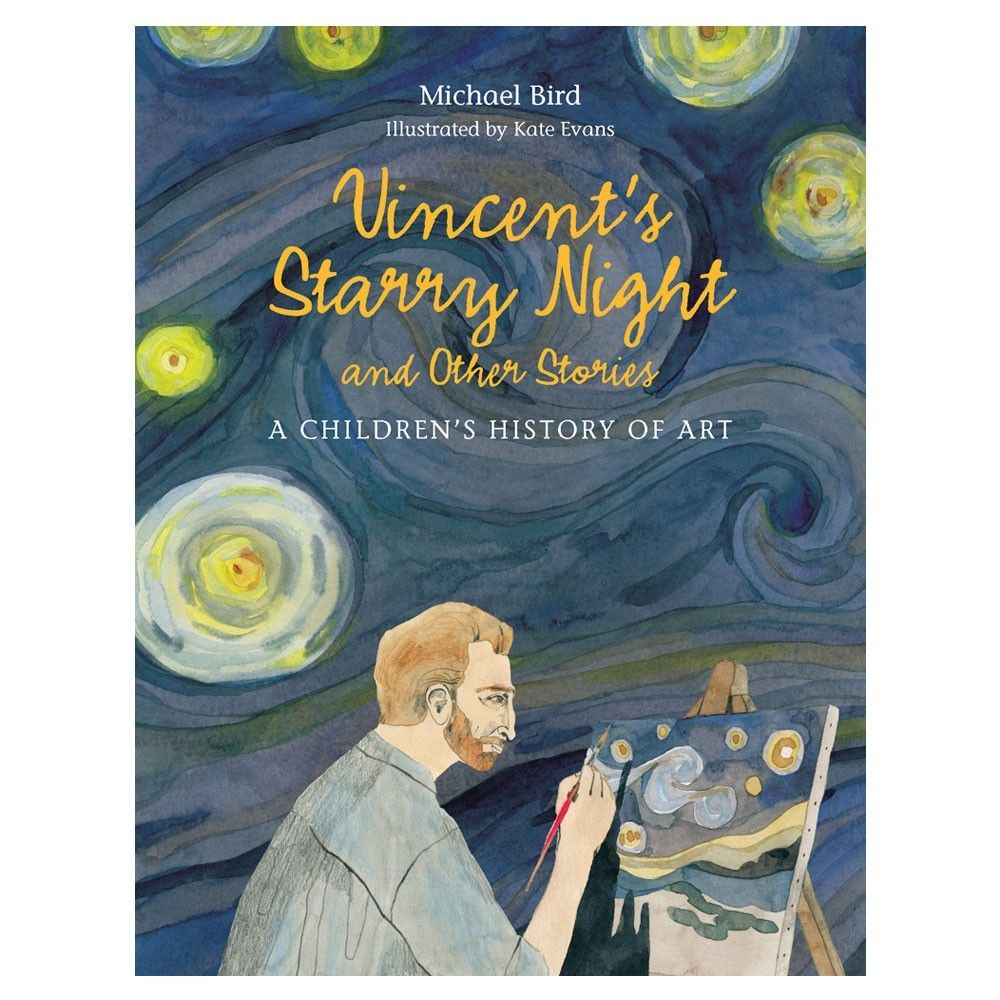 Michael Bird
Illustrated by Kate Evans
Vincent's
Starry Night
and Other Stories
A CHILDREN'S HISTORY OF ART